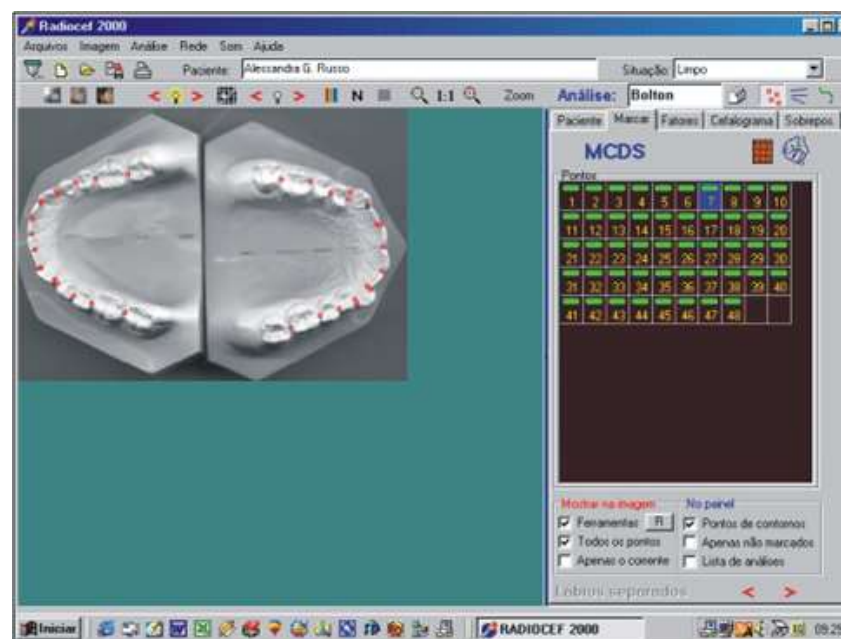 Radiocef 2000
Arquivos Imagem Análise Rede Som Ajuda
Paciente: Alessandra G. Russo Situação: Limpo
N 1:1 Zoom Análise: Bolton
Paciente Marcar Fatores Cefalograma Sobrepos.
MCDS
Pontos
1 2 3 4 5 6 7 8 9 10
11 12 13 14 15 16 17 18 19 20
21 22 23 24 25 26 27 28 29 30
31 32 33 34 35 36 37 38 39 40
41 42 43 44 45 46 47 48
Mostrar na imagem No painel
Ferramentas R Pontos de contornos
Todos os pontos Apenas não marcados
Apenas o corrente Lista de análises
Lábios separados
Iniciar RADIOCEF 2000 09:25